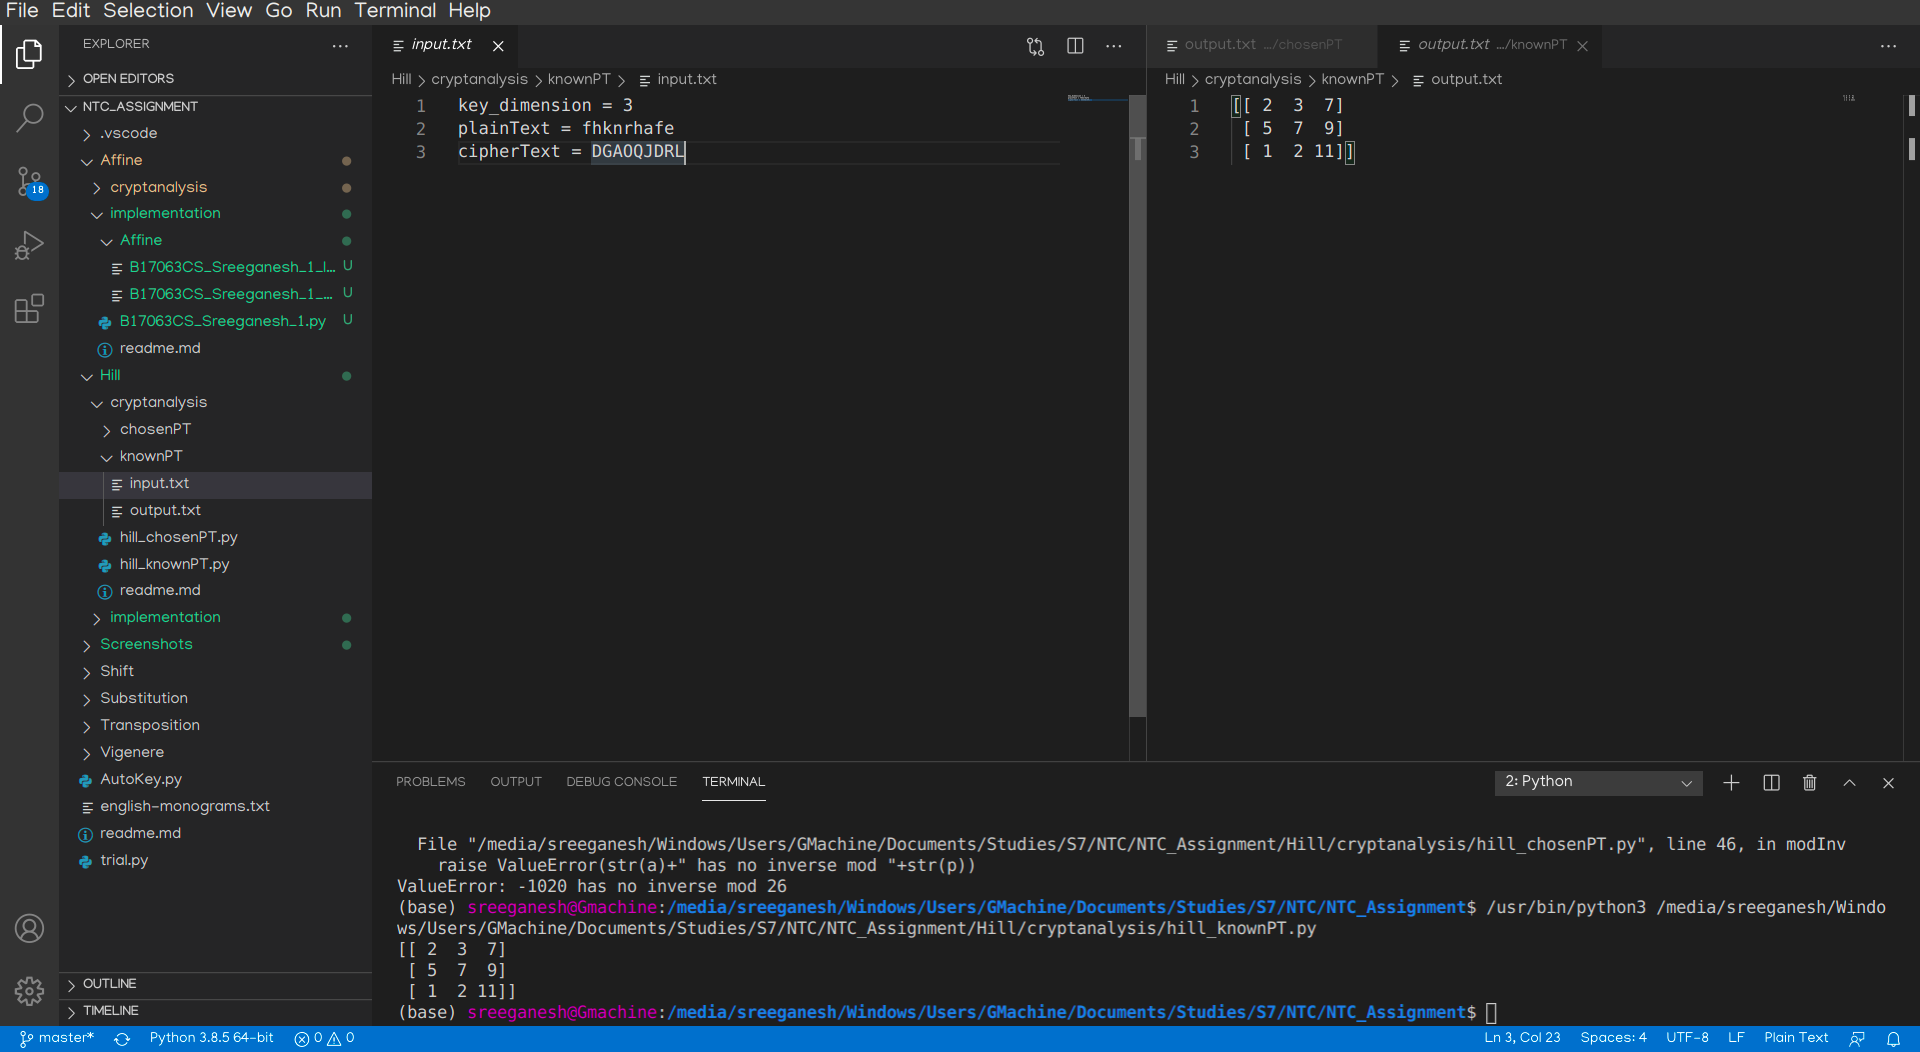 File Edit Selection View Go Run Terminal Help
EXPLORER
OPEN EDITORS
NTC_ASSIGNMENT
.vscode
Affine
cryptanalysis
implementation
Affine
B17063CS_Sreeganesh_1_I... U
B17063CS_Sreeganesh_1_... U
B17063CS_Sreeganesh_1.py U
readme.md
Hill
cryptanalysis
chosenPT
knownPT
input.txt
output.txt
hill_chosenPT.py
hill_knownPT.py
readme.md
implementation
Screenshots
Shift
Substitution
Transposition
Vigenere
AutoKey.py
english-monograms.txt
readme.md
trial.py
OUTLINE
TIMELINE
18
input.txt
Hill > cryptanalysis > knownPT > input.txt
1 key_dimension = 3
2 plainText = fhknrhafe
3 cipherText = DGAOQJDRL
output.txt .../chosenPT
output.txt .../knownPT
Hill > cryptanalysis > knownPT > output.txt
1 [[ 2 3 7]
2 [ 5 7 9]
3 [ 1 2 11]]
PROBLEMS OUTPUT DEBUG CONSOLE TERMINAL
2: Python
File "/media/sreeganesh/Windows/Users/GMachine/Documents/Studies/S7/NTC/NTC_Assignment/Hill/cryptanalysis/hill_chosenPT.py", line 46, in modInv
raise ValueError(str(a)+" has no inverse mod "+str(p))
ValueError: -1020 has no inverse mod 26
(base) sreeganesh@Gmachine:/media/sreeganesh/Windows/Users/GMachine/Documents/Studies/S7/NTC/NTC_Assignment$ /usr/bin/python3 /media/sreeganesh/Windo
ws/Users/GMachine/Documents/Studies/S7/NTC/NTC_Assignment/Hill/cryptanalysis/hill_knownPT.py
[[ 2 3 7]
[ 5 7 9]
[ 1 2 11]]
(base) sreeganesh@Gmachine:/media/sreeganesh/Windows/Users/GMachine/Documents/Studies/S7/NTC/NTC_Assignment$
master* Python 3.8.5 64-bit 0 0 Ln 3, Col 23 Spaces: 4 UTF-8 LF Plain Text